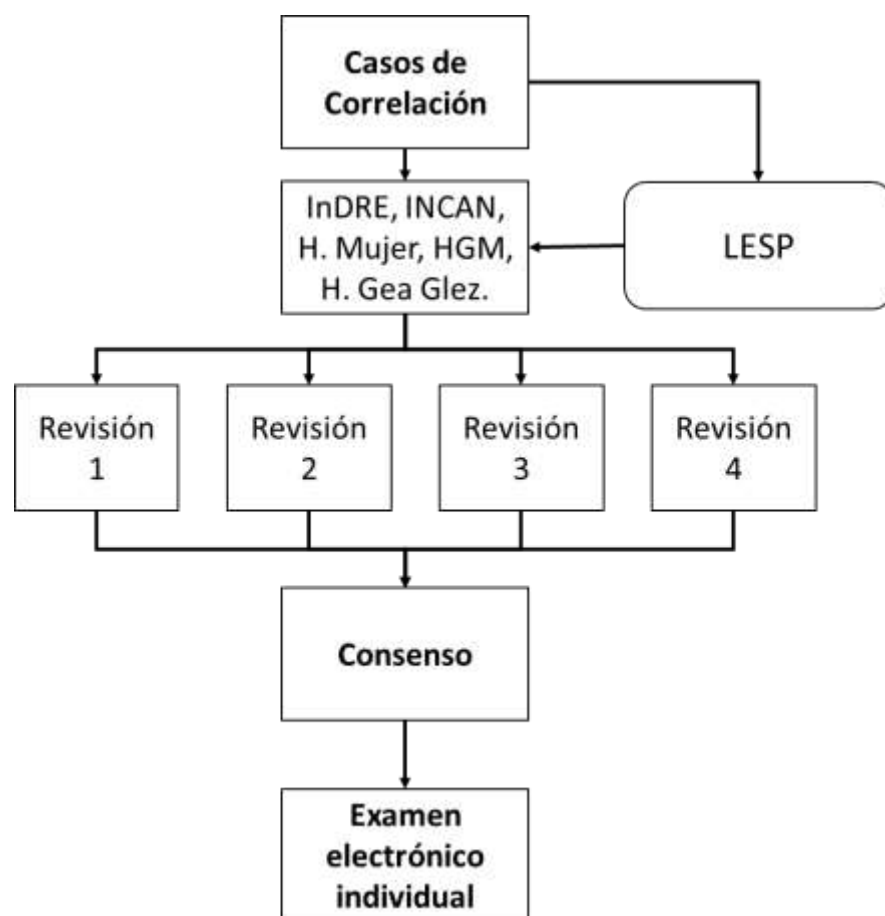 Casos de
Correlación
InDRE, INCAN,
H. Mujer, HGM,
H. Gea Glez.
LESP
Revisión
1
Revisión
2
Revisión
3
Revisión
4
Consenso
Examen
electrónico
individual